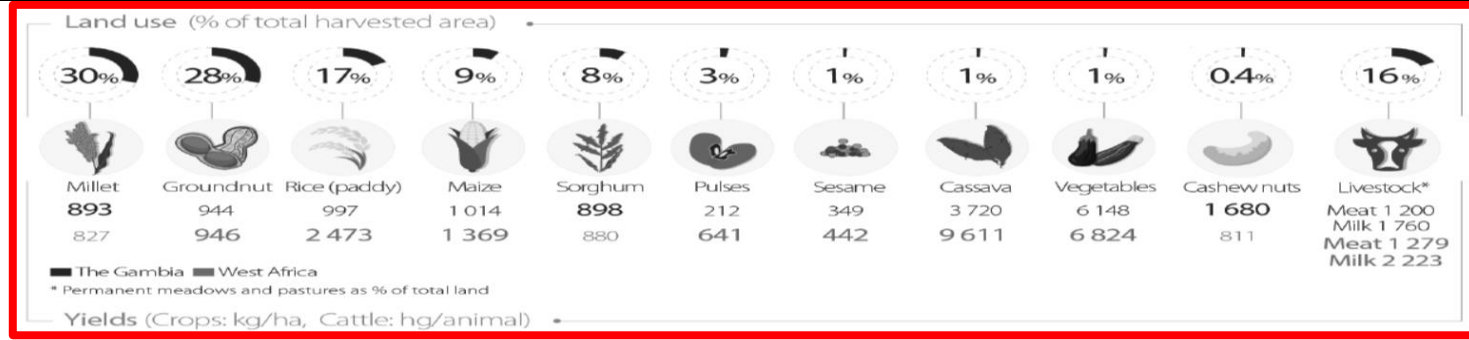 Land use (% of total harvested area)
30% 28% 17% 9% 8% 3% 1% 1% 1% 0.4% 16%
Millet Groundnut Rice (paddy) Maize Sorghum Pulses Sesame Cassava Vegetables Cashew nuts Livestock*
893 944 997 1 014 898 212 349 3 720 6 148 1 680 Meat 1 200
Milk 1 760
827 946 2 473 1 369 880 641 442 9 611 6 824 811 Meat 1 279
Milk 2 223
The Gambia West Africa
* Permanent meadows and pastures as % of total land
Yields (Crops: kg/ha, Cattle: hg/animal)